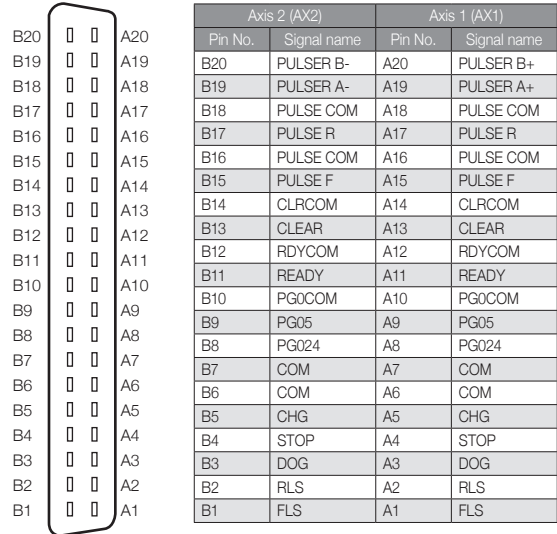 B20 A20
B19 A19
B18 A18
B17 A17
B16 A16
B15 A15
B14 A14
B13 A13
B12 A12
B11 A11
B10 A10
B9 A9
B8 A8
B7 A7
B6 A6
B5 A5
B4 A4
B3 A3
B2 A2
B1 A1
Axis 2 (AX2) Axis 1 (AX1)
Pin No. Signal name Pin No. Signal name
B20 PULSER B- A20 PULSER B+
B19 PULSER A- A19 PULSER A+
B18 PULSE COM A18 PULSE COM
B17 PULSE R A17 PULSE R
B16 PULSE COM A16 PULSE COM
B15 PULSE F A15 PULSE F
B14 CLRCOM A14 CLRCOM
B13 CLEAR A13 CLEAR
B12 RDYCOM A12 RDYCOM
B11 READY A11 READY
B10 PG0COM A10 PG0COM
B9 PG05 A9 PG05
B8 PG024 A8 PG024
B7 COM A7 COM
B6 COM A6 COM
B5 CHG A5 CHG
B4 STOP A4 STOP
B3 DOG A3 DOG
B2 RLS A2 RLS
B1 FLS A1 FLS